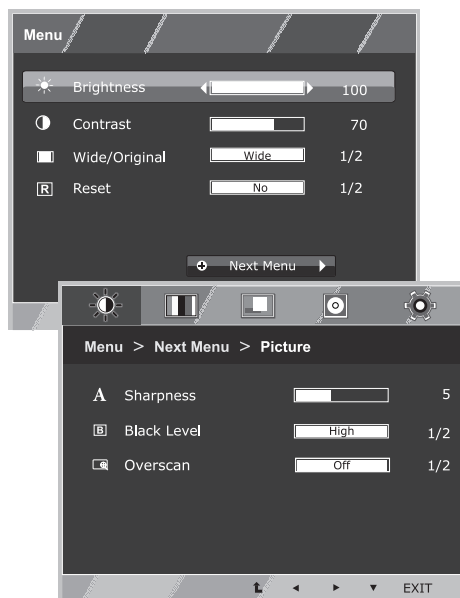 Menu
Brightness 100
Contrast 70
Wide/Original Wide 1/2
R Reset No 1/2
Next Menu
Menu > Next Menu > Picture
A Sharpness 5
B Black Level High 1/2
Overscan Off 1/2
EXIT